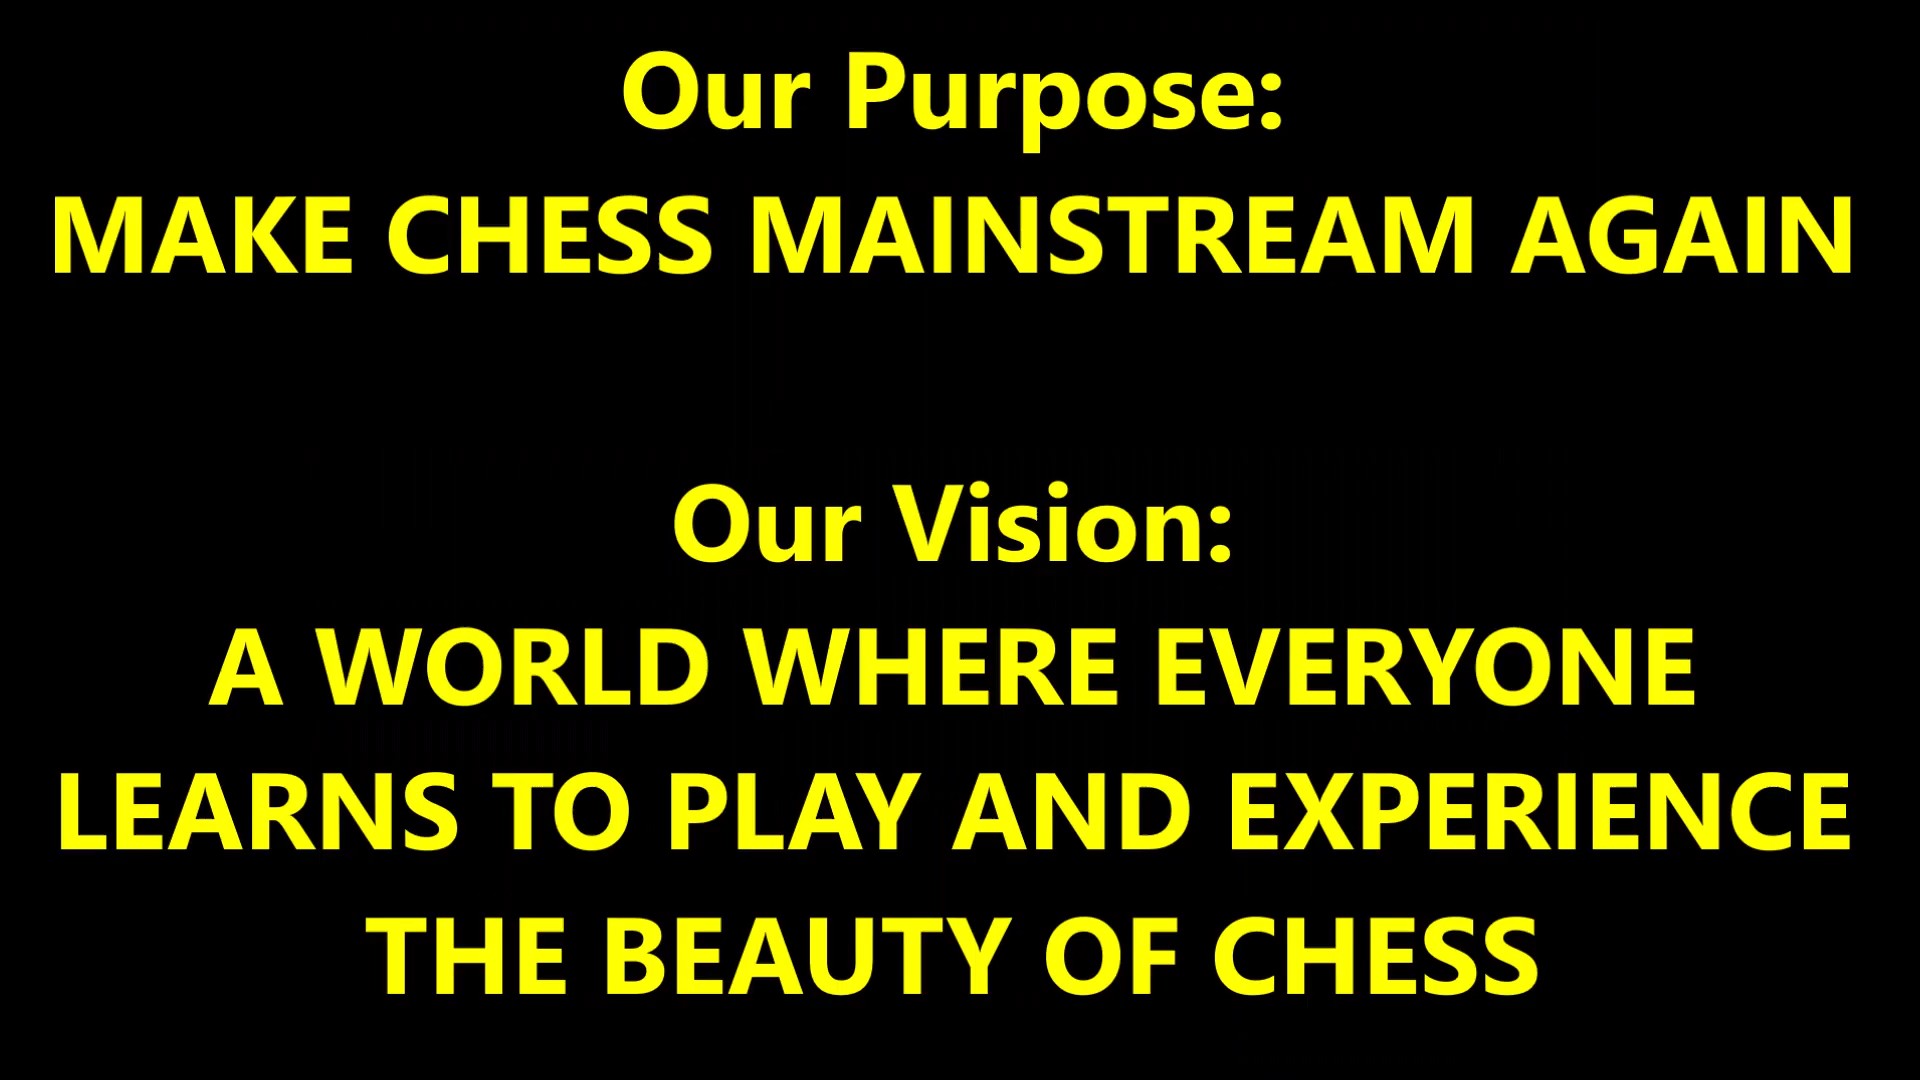 Our Purpose:
MAKE CHESS MAINSTREAM AGAIN
Our Vision:
A WORLD WHERE EVERYONE
LEARNS TO PLAY AND EXPERIENCE
THE BEAUTY OF CHESS